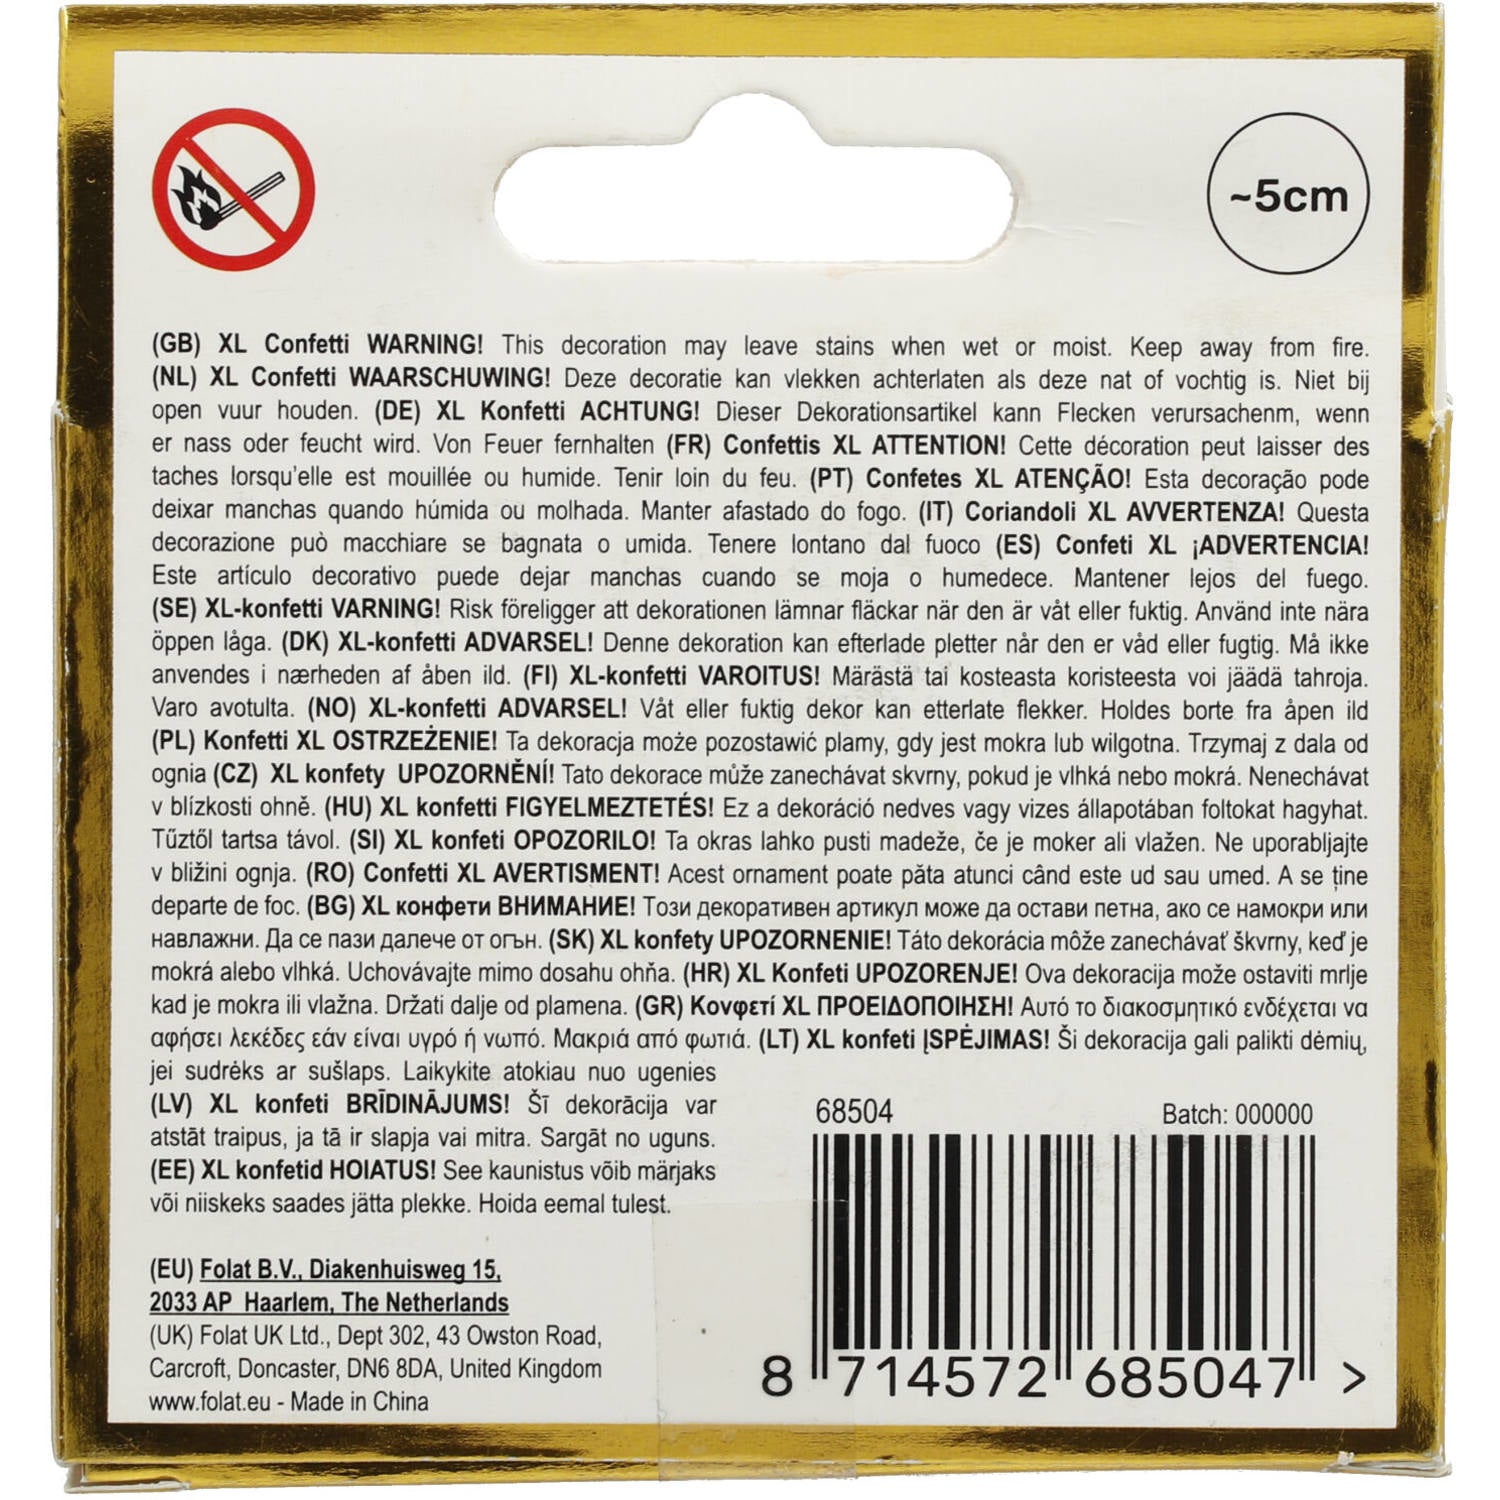 ~5cm
(GB) XL Confetti WARNING! This decoration may leave stains when wet or moist. Keep away from fire.
(NL) XL Confetti WAARSCHUWING! Deze decoratie kan vlekken achterlaten als deze nat of vochtig is. Niet bij
open vuur houden. (DE) XL Konfetti ACHTUNG! Dieser Dekorationsartikel kann Flecken verursachenm, wenn
er nass oder feucht wird. Von Feuer fernhalten (FR) Confettis XL ATTENTION! Cette décoration peut laisser des
taches lorsqu'elle est mouillée ou humide. Tenir loin du feu. (PT) Confetes XL ATENÇÃO! Esta decoração pode
deixar manchas quando húmida ou molhada. Manter afastado do fogo. (IT) Coriandoli XL AVVERTENZA! Questa
decorazione può macchiare se bagnata o umida. Tenere lontano dal fuoco (ES) Confeti XL ¡ADVERTENCIA!
Este artículo decorativo puede dejar manchas cuando se moja o humedece. Mantener lejos del fuego.
(SE) XL-konfetti VARNING! Risk föreligger att dekorationen lämnar fläckar när den är våt eller fuktig. Använd inte nära
öppen låga. (DK) XL-konfetti ADVARSEL! Denne dekoration kan efterlade pletter når den er våd eller fugtig. Må ikke
anvendes i nærheden af åben ild. (FI) XL-konfetti VAROITUS! Märästä tai kosteasta koristeesta voi jäädä tahroja.
Varo avotulta. (NO) XL-konfetti ADVARSEL! Våt eller fuktig dekor kan etterlate flekker. Holdes borte fra åpen ild
(PL) Konfetti XL OSTRZEŻENIE! Ta dekoracja może pozostawić plamy, gdy jest mokra lub wilgotna. Trzymaj z dala od
ognia (CZ) XL konfety UPOZORNĚNÍ! Tato dekorace může zanechávat skvrny, pokud je vlhká nebo mokrá. Nenechávat
v blízkosti ohně. (HU) XL konfetti FIGYELMEZTETÉS! Ez a dekoráció nedves vagy vizes állapotában foltokat hagyhat.
Tűztől tartsa távol. (SI) XL konfeti OPOZORILO! Ta okras lahko pusti madeže, če je moker ali vlažen. Ne uporabljajte
v bližini ognja. (RO) Confetti XL AVERTISMENT! Acest ornament poate păta atunci când este ud sau umed. A se ține
departe de foc. (BG) XL конфети ВНИМАНИЕ! Този декоративен артикул може да остави петна, ако се намокри или
навлажни. Да се пази далече от огън. (SK) XL konfety UPOZORNENIE! Táto dekorácia môže zanechávať škvrny, keď je
mokrá alebo vlhká. Uchovávajte mimo dosahu ohňa. (HR) XL Konfeti UPOZORENJE! Ova dekoracija može ostaviti mrlje
kad je mokra ili vlažna. Držati dalje od plamena. (GR) Κονφετί XL ΠΡΟΕΙΔΟΠΟΙΗΣΗ! Αυτό το διακοσμητικό ενδέχεται να
αφήσει λεκέδες εάν είναι υγρό ή νωπό. Μακριά από φωτιά. (LT) XL konfeti ĮSPĖJIMAS! Ši dekoracija gali palikti dėmių,
jei sudrėks ar sušlaps. Laikykite atokiau nuo ugenies
(LV) XL konfeti BRĪDINĀJUMS! Šī dekorācija var
atstāt traipus, ja tā ir slapja vai mitra. Sargāt no uguns.
(EE) XL konfetid HOIATUS! See kaunistus võib märjaks
või niiskeks saades jätta plekke. Hoida eemal tulest.
(EU) Folat B.V., Diakenhuisweg 15,
2033 AP Haarlem, The Netherlands
(UK) Folat UK Ltd., Dept 302, 43 Owston Road,
Carcroft, Doncaster, DN6 8DA, United Kingdom
www.folat.eu - Made in China
68504 Batch: 000000
8 714572 685047 >